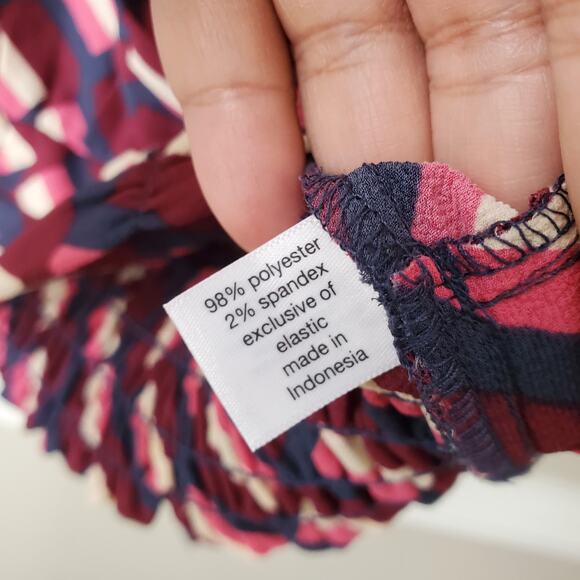 98% polyester
2% spandex
exclusive of
elastic
made in
Indonesia